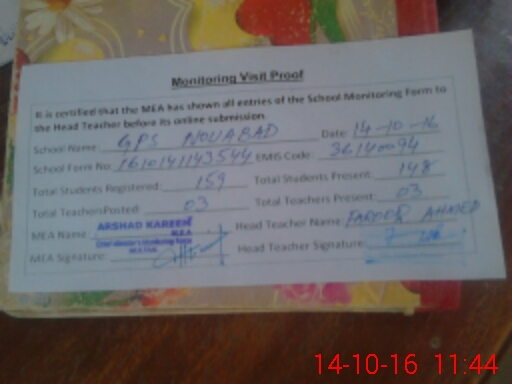 Monitoring Visit Proof
It is certified that the MEA has shown all entries of the School Monitoring Form to
the Head Teacher before its online submission.
School Name: GPS NOUABAD Date: 14-10-16
School Form No: 1610141143544 EMIS Code: 36140094
Total Students Registered: 159 Total Students Present: 148
Total TeachersPosted: 03 Total Teachers Present: 03
MEA Name: ARSHAD KAREEM Head Teacher Name: FAROOQ AHMED
M.E.A
MEA Signature: Head Teacher Signature:
14-10-16 11:44